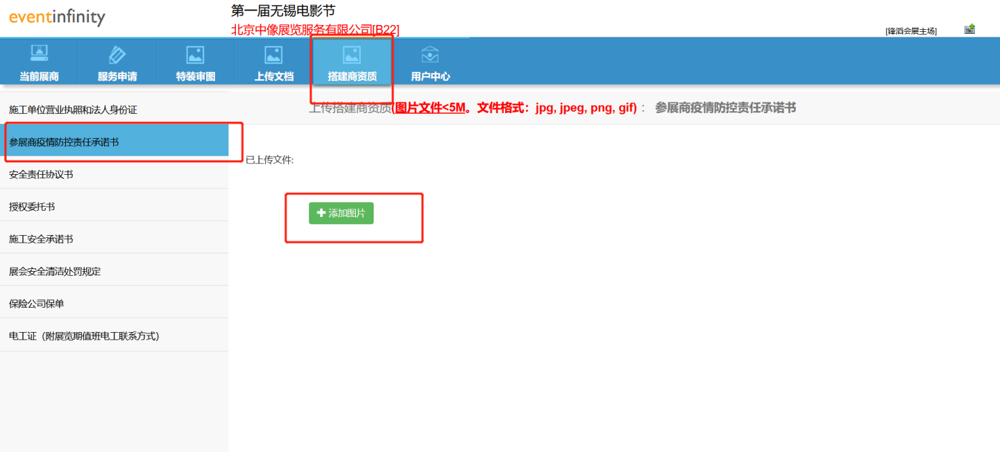 eventinfinity
第一届无锡电影节
北京中像展览服务有限公司[B22]
[锋滔会展主场]
当前展商 服务申请 特装审图 上传文档 搭建商资质 用户中心
施工单位营业执照和法人身份证
上传搭建商资质(图片文件<5M。文件格式：jpg, jpeg, png, gif)： 参展商疫情防控责任承诺书
参展商疫情防控责任承诺书
已上传文件:
安全责任协议书
授权委托书
添加图片
施工安全承诺书
展会安全清洁处罚规定
保险公司保单
电工证（附展览期值班电工联系方式）